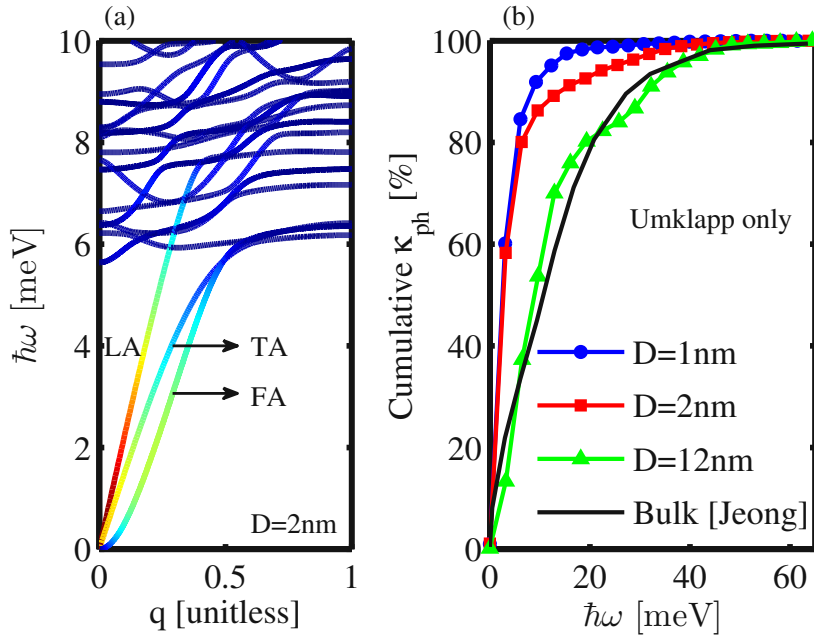 (a)
10
8
6
4
2
0
ħω [meV]
LA
TA
FA
D=2nm
0
0.5
1
q [unitless]
(b)
100
80
60
40
20
0
Cumulative κph [%]
Umklapp only
D=1nm
D=2nm
D=12nm
Bulk [Jeong]
0
20
40
60
ħω [meV]